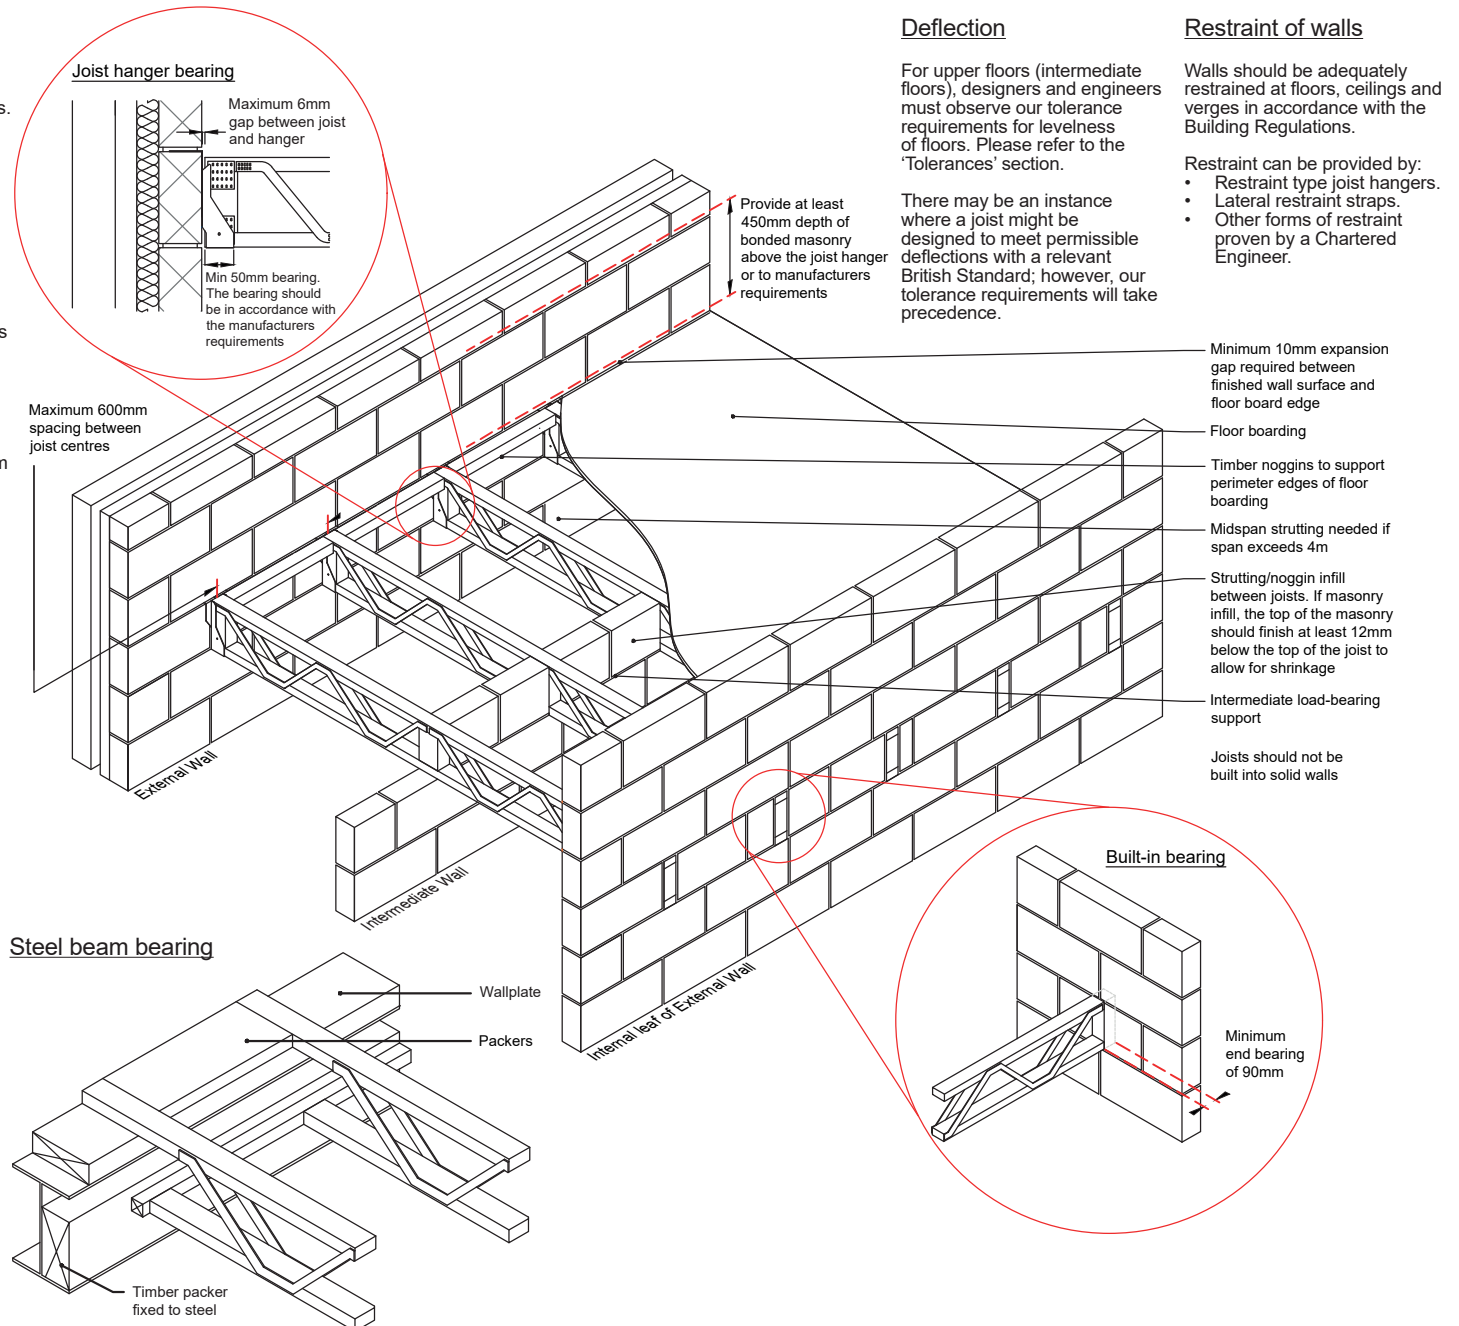 Joist hanger bearing
Maximum 6mm
gap between joist
and hanger
Min 50mm bearing.
The bearing should
be in accordance with
the manufacturers
requirements
s.
s
m
Maximum 600mm
spacing between
joist centres
Provide at least
450mm depth of
bonded masonry
above the joist hanger
or to manufacturers
requirements
Deflection
For upper floors (intermediate
floors), designers and engineers
must observe our tolerance
requirements for levelness
of floors. Please refer to the
‘Tolerances’ section.
There may be an instance
where a joist might be
designed to meet permissible
deflections with a relevant
British Standard; however, our
tolerance requirements will take
precedence.
Restraint of walls
Walls should be adequately
restrained at floors, ceilings and
verges in accordance with the
Building Regulations.
Restraint can be provided by:
• Restraint type joist hangers.
• Lateral restraint straps.
• Other forms of restraint
proven by a Chartered
Engineer.
Minimum 10mm expansion
gap required between
finished wall surface and
floor board edge
Floor boarding
Timber noggins to support
perimeter edges of floor
boarding
Midspan strutting needed if
span exceeds 4m
Strutting/noggin infill
between joists. If masonry
infill, the top of the masonry
should finish at least 12mm
below the top of the joist to
allow for shrinkage
Intermediate load-bearing
support
Joists should not be
built into solid walls
External Wall
Intermediate Wall
Internal leaf of External Wall
Built-in bearing
Minimum
end bearing
of 90mm
Steel beam bearing
Wallplate
Packers
Timber packer
fixed to steel